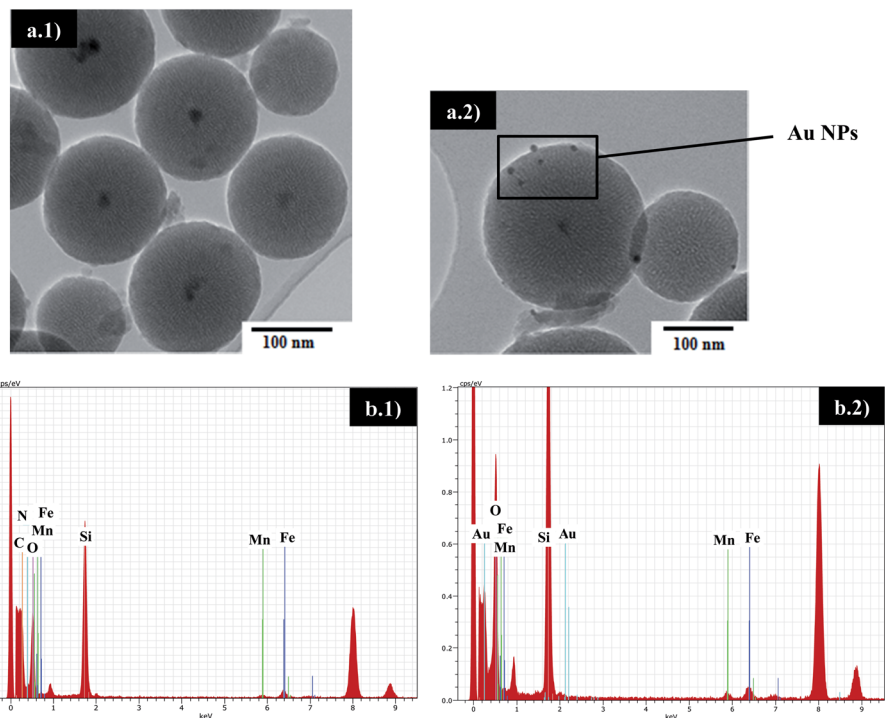 a.1)
100 nm
a.2)
Au NPs
100 nm
ps/eV
b.1)
N
Fe
Mn
C
O
Si
Mn
Fe
0 1 2 3 4 5 6 7 8 9
keV
cps/eV
b.2)
1.2
1.0
0.8
0.6
0.4
0.2
0.0
O
Au
Fe
Mn
Si
Au
Mn
Fe
0 1 2 3 4 5 6 7 8 9
keV